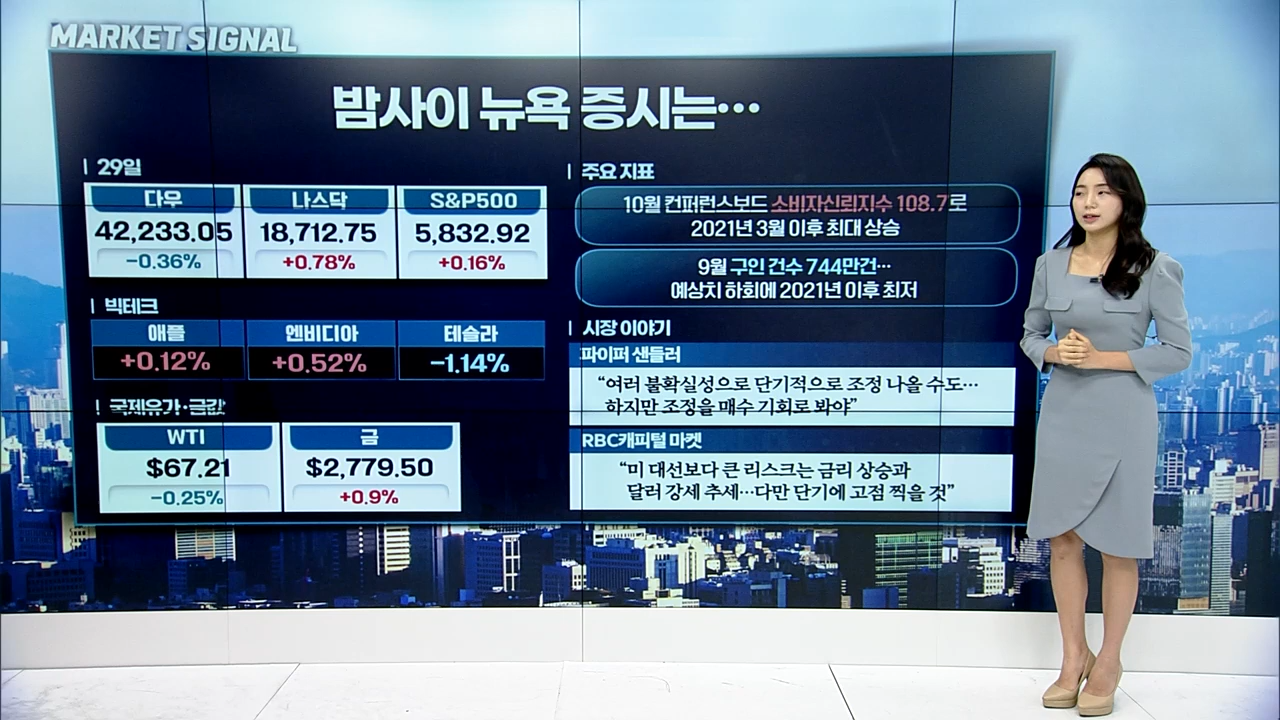 MARKET SIGNAL
밤사이 뉴욕 증시는…
29일
다우
나스닥
S&P500
42,233.05
18,712.75
5,832.92
-0.36%
+0.78%
+0.16%
빅테크
애플
엔비디아
테슬라
+0.12%
+0.52%
-1.14%
국제유가·금값
WTI
금
$67.21
$2,779.50
-0.25%
+0.9%
주요 지표
10월 컨퍼런스보드 소비자신뢰지수 108.7로
2021년 3월 이후 최대 상승
9월 구인 건수 744만건…
예상치 하회에 2021년 이후 최저
시장 이야기
파이퍼 샌들러
“여러 불확실성으로 단기적으로 조정 나올 수도…
하지만 조정을 매수 기회로 봐야”
RBC캐피털 마켓
“미 대선보다 큰 리스크는 금리 상승과
달러 강세 추세…다만 단기에 고점 찍을 것”